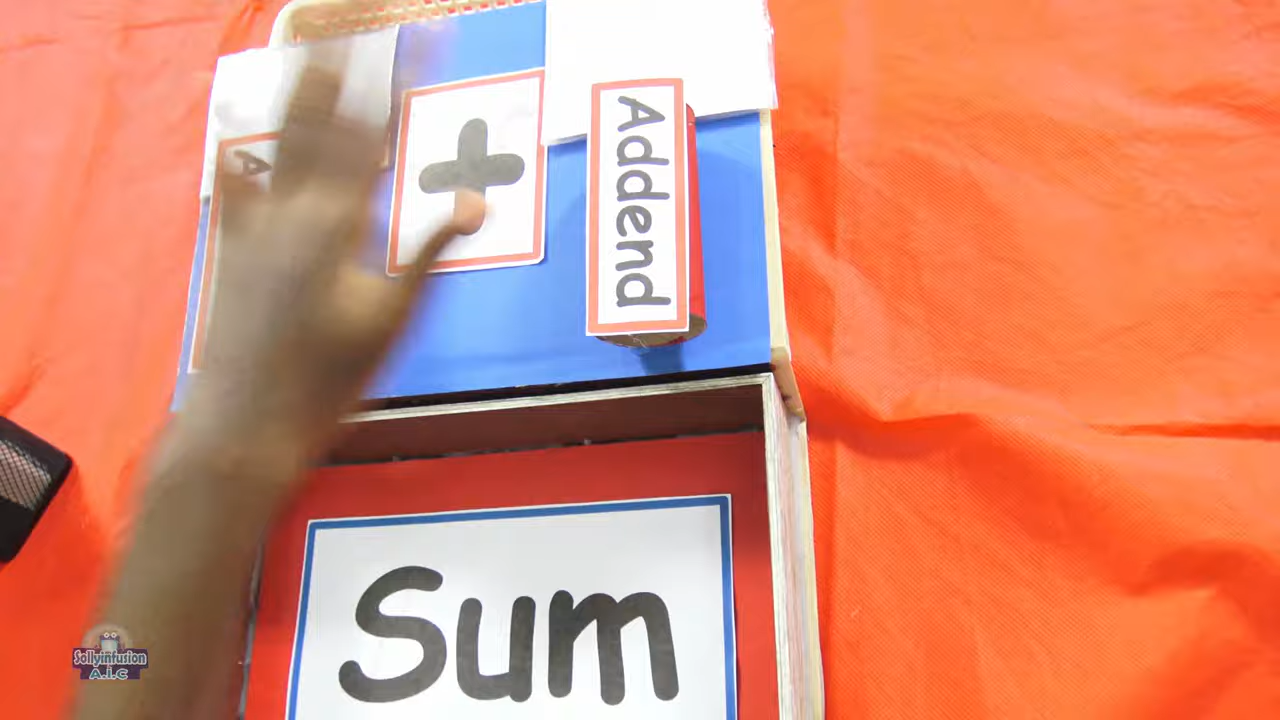 A
+
Addend
Sum
Sollyinfusion
A.i.C